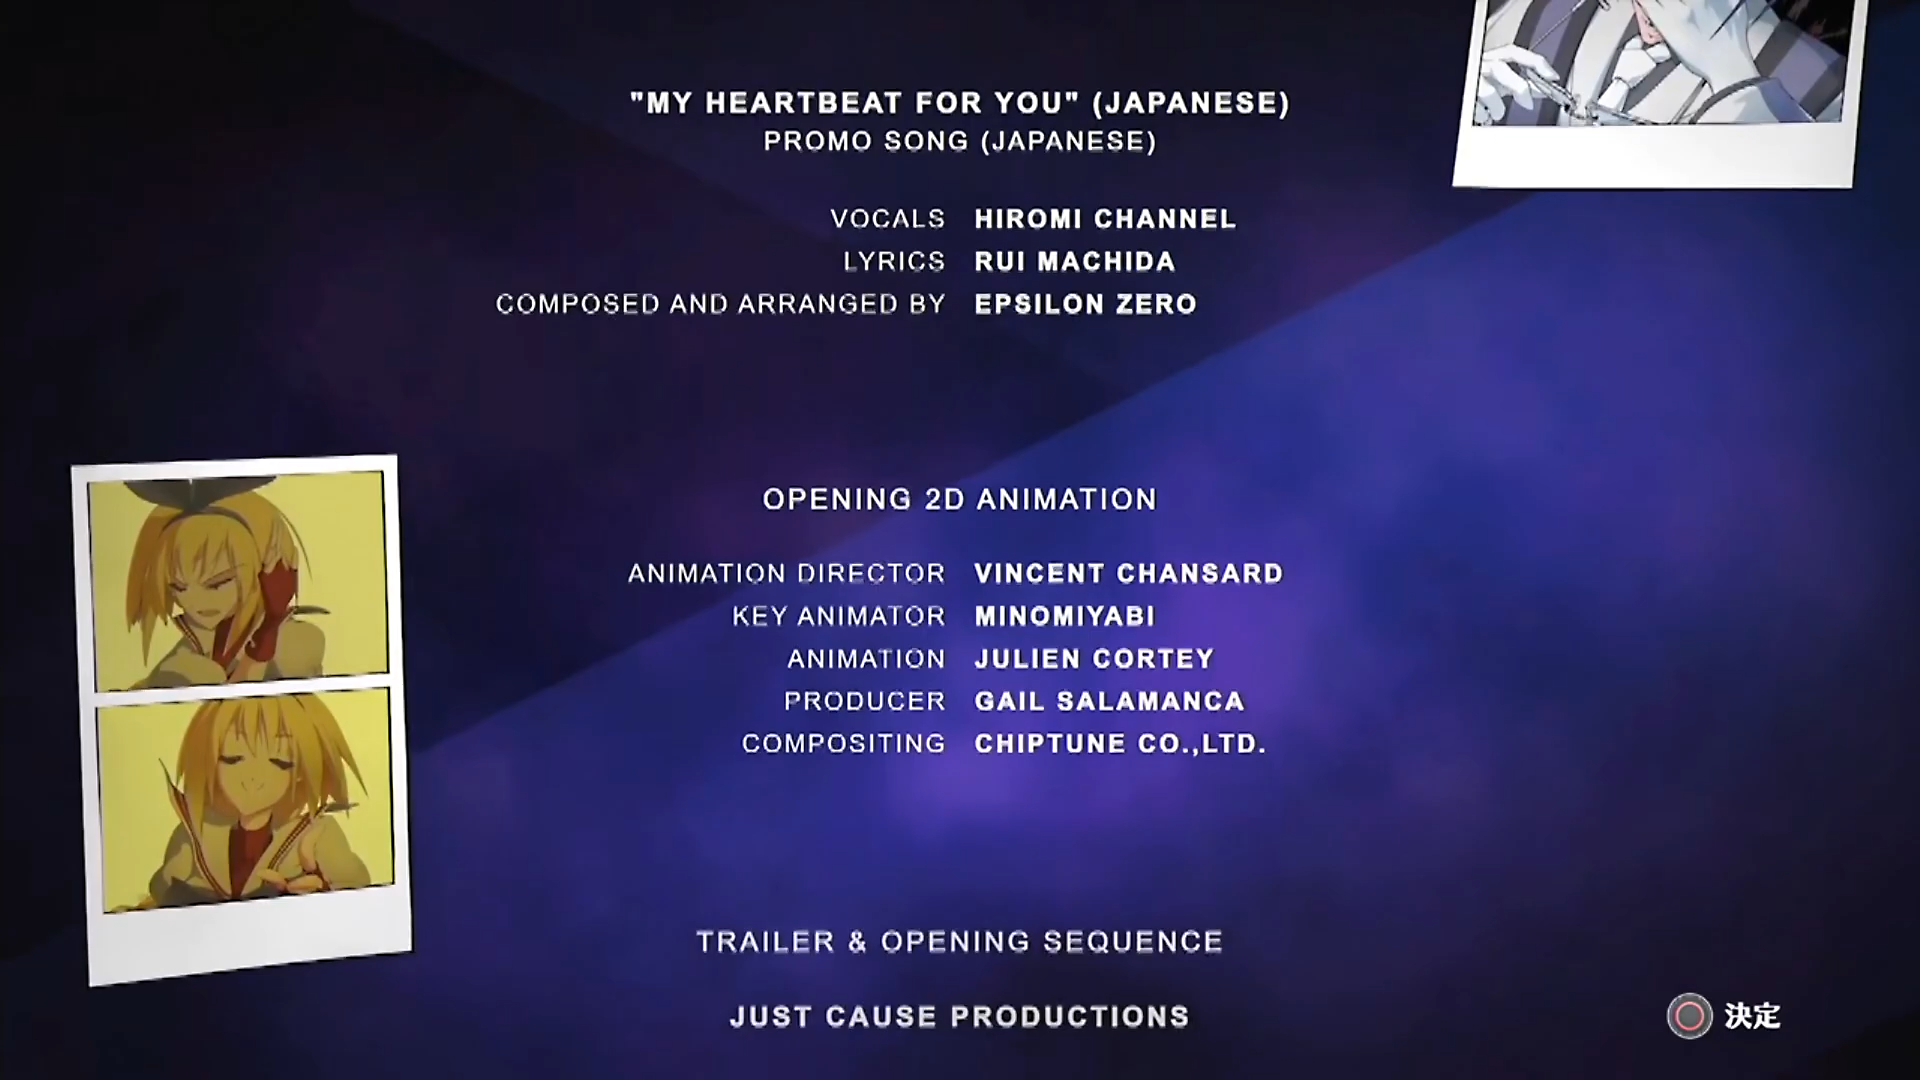 "MY HEARTBEAT FOR YOU" (JAPANESE)
PROMO SONG (JAPANESE)
VOCALS HIROMI CHANNEL
LYRICS RUI MACHIDA
COMPOSED AND ARRANGED BY EPSILON ZERO
OPENING 2D ANIMATION
ANIMATION DIRECTOR VINCENT CHANSARD
KEY ANIMATOR MINOMIYABI
ANIMATION JULIEN CORTEY
PRODUCER GAIL SALAMANCA
COMPOSITING CHIPTUNE CO.,LTD.
TRAILER & OPENING SEQUENCE
JUST CAUSE PRODUCTIONS
決定